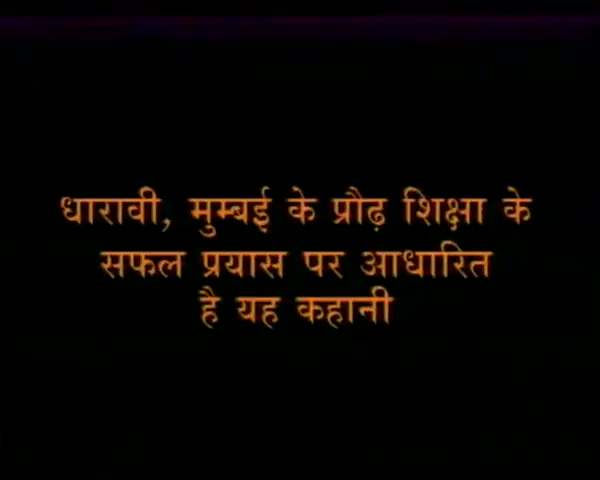 धारावी, मुम्बई के प्रौढ़ शिक्षा के
सफल प्रयास पर आधारित
है यह कहानी